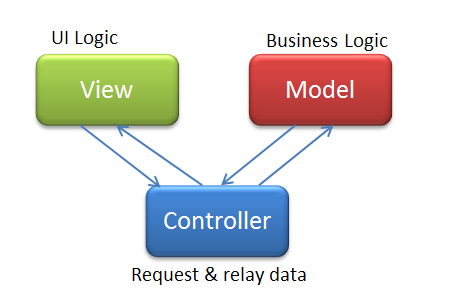 UI Logic
Business Logic
View
Model
Controller
Request & relay data